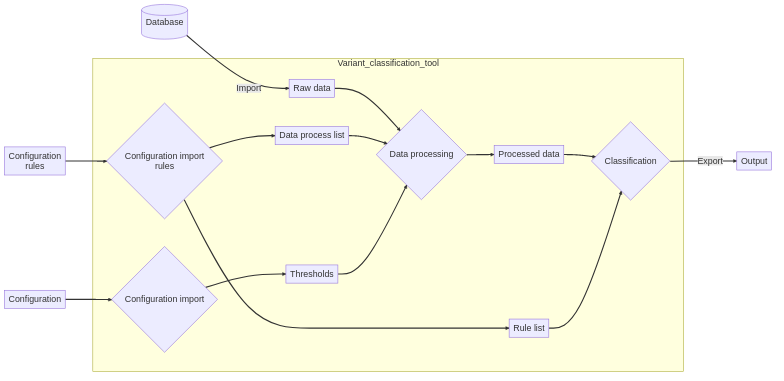 Database
Variant_classification_tool
Import
Raw data
Data process list
Configuration
rules
Configuration import
rules
Data processing
Processed data
Classification
Export
Output
Thresholds
Configuration
Configuration import
Rule list